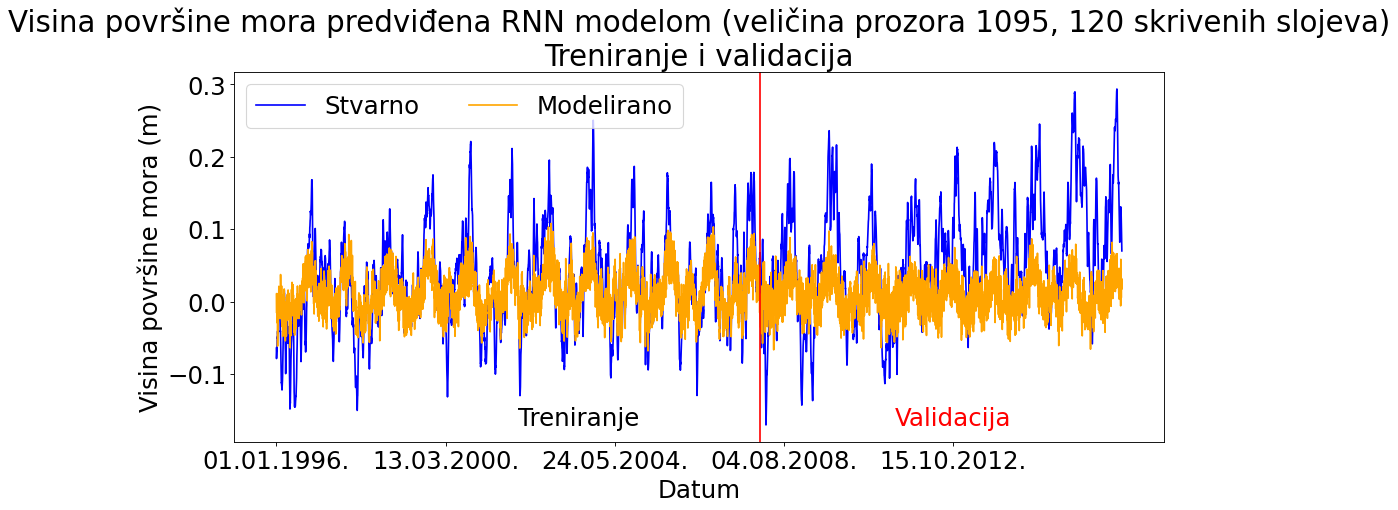 Visina površine mora predviđena RNN modelom (veličina prozora 1095, 120 skrivenih slojeva)
Treniranje i validacija
Stvarno
Modelirano
Visina površine mora (m)
0.3
0.2
0.1
0.0
−0.1
Treniranje
Validacija
01.01.1996.
13.03.2000.
24.05.2004.
04.08.2008.
15.10.2012.
Datum